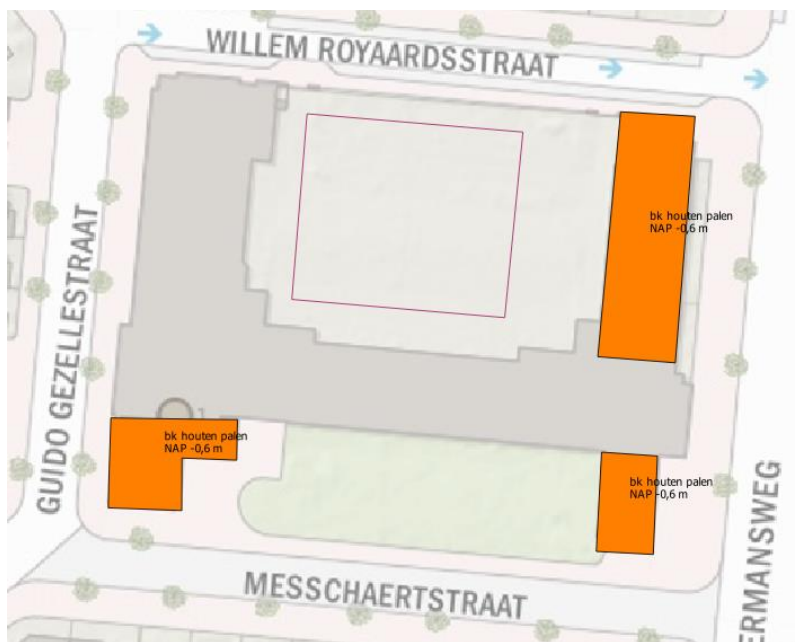 WILLEM ROYAARDSSTRAAT
bk houten palen
NAP -0,6 m
GUIDO GEZELLESTRAAT
bk houten palen
NAP -0,6 m
bk houten palen
NAP -0,6 m
MESSCHAERTSTRAAT
ERMANSWEG